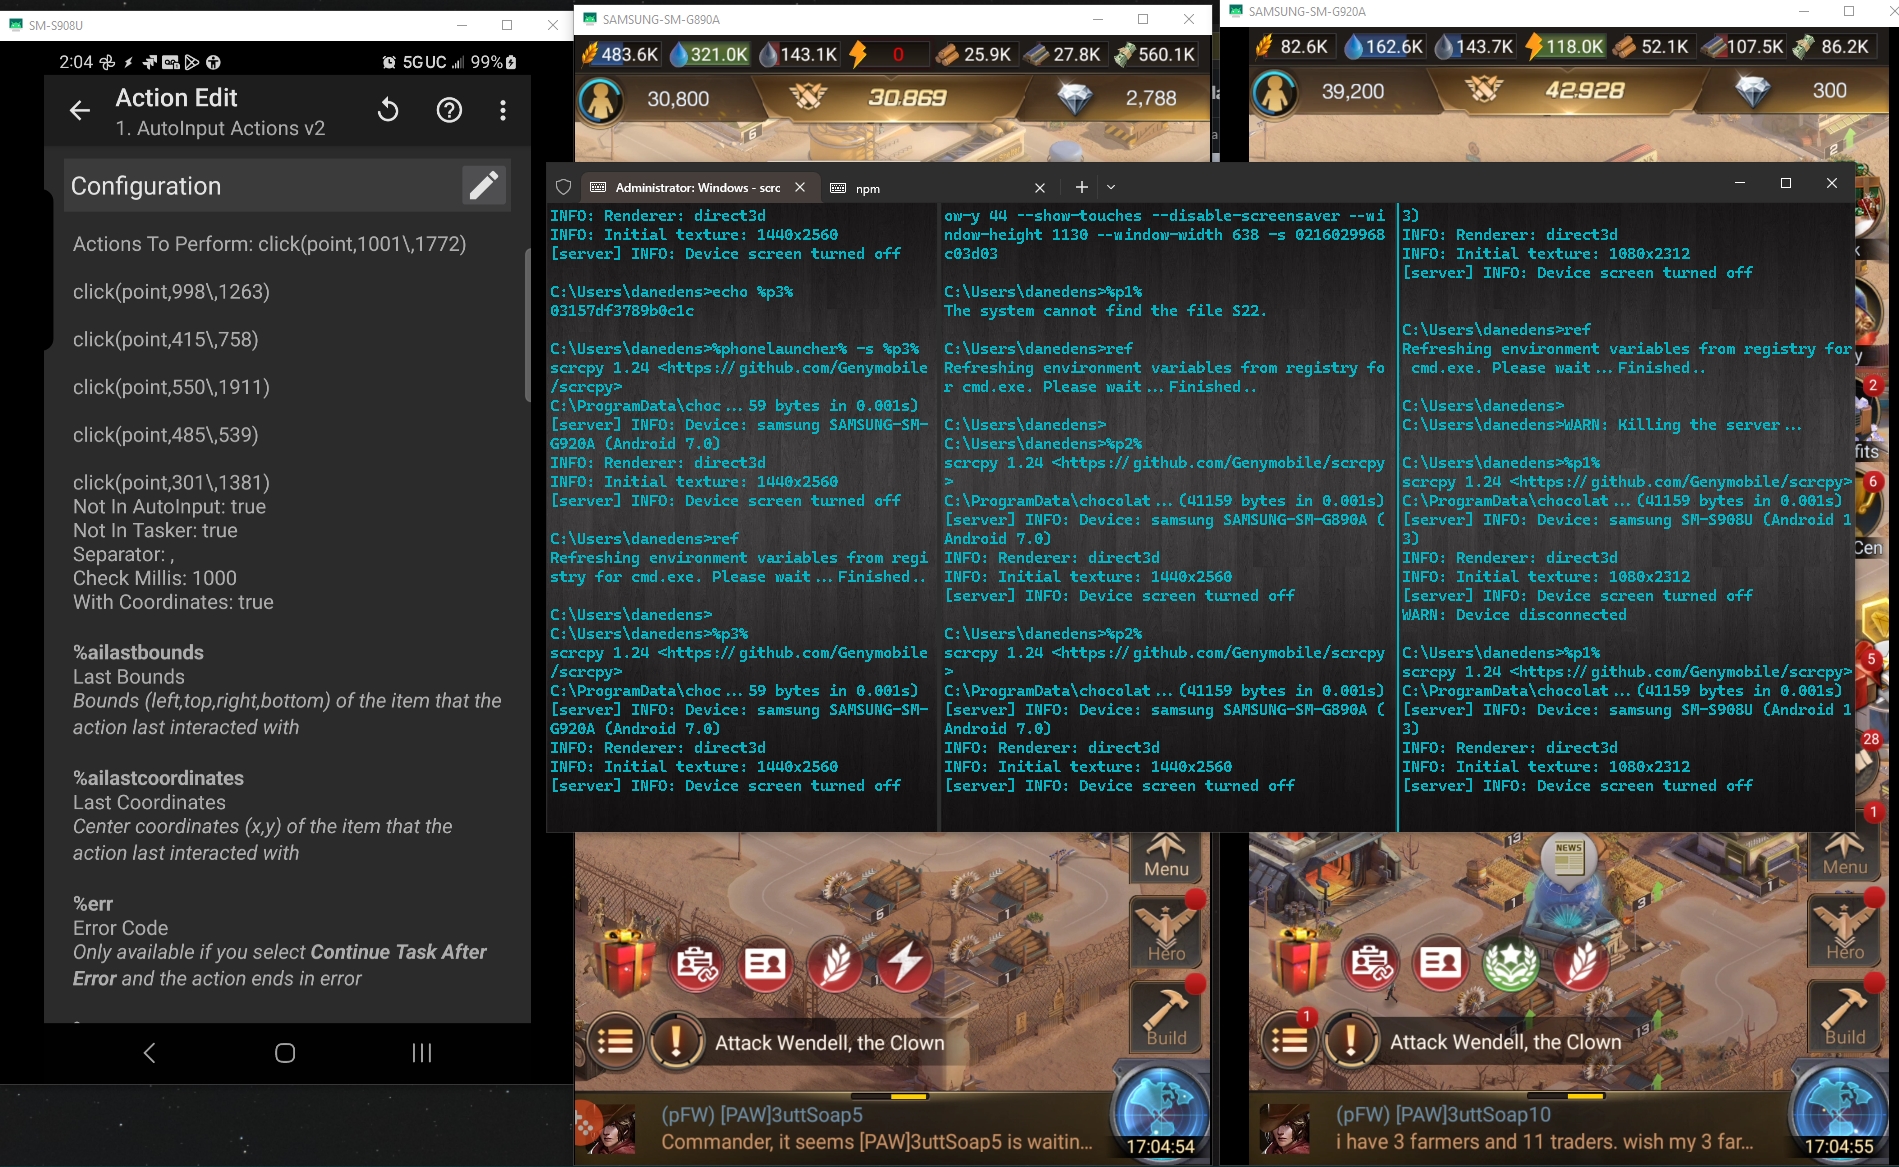 SM-S908U
2:04
5GUC
99%
Action Edit
1. AutoInput Actions v2
Configuration
Actions To Perform: click(point,1001\,1772)
click(point,998\,1263)
click(point,415\,758)
click(point,550\,1911)
click(point,485\,539)
click(point,301\,1381)
Not In AutoInput: true
Not In Tasker: true
Separator: ,
Check Millis: 1000
With Coordinates: true
%ailastbounds
Last Bounds
Bounds (left,top,right,bottom) of the item that the
action last interacted with
%ailastcoordinates
Last Coordinates
Center coordinates (x,y) of the item that the
action last interacted with
%err
Error Code
Only available if you select Continue Task After
Error and the action ends in error
SAMSUNG-SM-G890A
483.6K
321.0K
143.1K
0
25.9K
27.8K
560.1K
30,800
30,869
2,788
6
SAMSUNG-SM-G920A
82.6K
162.6K
143.7K
118.0K
52.1K
107.5K
86.2K
39,200
42,928
300
2
Administrator: Windows - scrc
npm
INFO: Renderer: direct3d
INFO: Initial texture: 1440x2560
[server] INFO: Device screen turned off
C:\Users\danedens>echo %p3%
03157df3789b0c1c
C:\Users\danedens>%phonelauncher% -s %p3%
scrcpy 1.24 <https://github.com/Genymobile
/scrcpy>
C:\ProgramData\choc ... 59 bytes in 0.001s)
[server] INFO: Device: samsung SAMSUNG-SM-
G920A (Android 7.0)
INFO: Renderer: direct3d
INFO: Initial texture: 1440x2560
[server] INFO: Device screen turned off
C:\Users\danedens>ref
Refreshing environment variables from regi
stry for cmd.exe. Please wait...Finished..
C:\Users\danedens>
C:\Users\danedens>%p3%
scrcpy 1.24 <https://github.com/Genymobile
/scrcpy>
C:\ProgramData\choc ... 59 bytes in 0.001s)
[server] INFO: Device: samsung SAMSUNG-SM-
G920A (Android 7.0)
INFO: Renderer: direct3d
INFO: Initial texture: 1440x2560
[server] INFO: Device screen turned off
ow-y 44 --show-touches --disable-screensaver --wi
ndow-height 1130 --window-width 638 -s 0216029968
c03d03
C:\Users\danedens>%p1%
The system cannot find the file S22.
C:\Users\danedens>ref
Refreshing environment variables from registry fo
r cmd.exe. Please wait...Finished..
C:\Users\danedens>
C:\Users\danedens>%p2%
scrcpy 1.24 <https://github.com/Genymobile/scrcpy
>
C:\ProgramData\chocolat ... (41159 bytes in 0.001s)
[server] INFO: Device: samsung SAMSUNG-SM-G890A (
Android 7.0)
INFO: Renderer: direct3d
INFO: Initial texture: 1440x2560
[server] INFO: Device screen turned off
C:\Users\danedens>%p2%
scrcpy 1.24 <https://github.com/Genymobile/scrcpy
>
C:\ProgramData\chocolat ... (41159 bytes in 0.001s)
[server] INFO: Device: samsung SAMSUNG-SM-G890A (
Android 7.0)
INFO: Renderer: direct3d
INFO: Initial texture: 1440x2560
[server] INFO: Device screen turned off
3)
INFO: Renderer: direct3d
INFO: Initial texture: 1080x2312
[server] INFO: Device screen turned off
C:\Users\danedens>ref
Refreshing environment variables from registry for
cmd.exe. Please wait...Finished..
C:\Users\danedens>
C:\Users\danedens>WARN: Killing the server...
C:\Users\danedens>%p1%
scrcpy 1.24 <https://github.com/Genymobile/scrcpy>
C:\ProgramData\chocolat ... (41159 bytes in 0.001s)
[server] INFO: Device: samsung SM-S908U (Android 1
3)
INFO: Renderer: direct3d
INFO: Initial texture: 1080x2312
[server] INFO: Device screen turned off
WARN: Device disconnected
C:\Users\danedens>%p1%
scrcpy 1.24 <https://github.com/Genymobile/scrcpy>
C:\ProgramData\chocolat ... (41159 bytes in 0.001s)
[server] INFO: Device: samsung SM-S908U (Android 1
3)
INFO: Renderer: direct3d
INFO: Initial texture: 1080x2312
[server] INFO: Device screen turned off
2
fits
6
Cen
5
28
1
Menu
Hero
Build
Attack Wendell, the Clown
(pFW) [PAW]3uttSoap5
Commander, it seems [PAW]3uttSoap5 is waitin...
17:04:54
NEWS
Menu
Hero
Build
1
Attack Wendell, the Clown
(pFW) [PAW]3uttSoap10
i have 3 farmers and 11 traders. wish my 3 far...
17:04:55